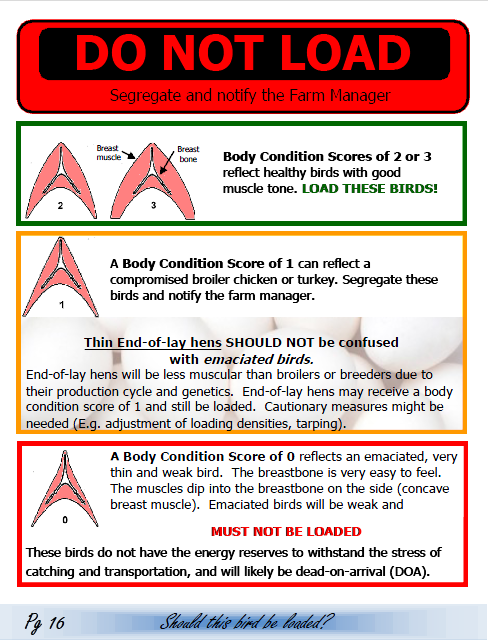 DO NOT LOAD
Segregate and notify the Farm Manager
Breast
muscle
Breast
bone
2
3
Body Condition Scores of 2 or 3
reflect healthy birds with good
muscle tone. LOAD THESE BIRDS!
1
A Body Condition Score of 1 can reflect a
compromised broiler chicken or turkey. Segregate these
birds and notify the farm manager.
Thin End-of-lay hens SHOULD NOT be confused
with emaciated birds.
End-of-lay hens will be less muscular than broilers or breeders due to
their production cycle and genetics. End-of-lay hens may receive a body
condition score of 1 and still be loaded. Cautionary measures might be
needed (E.g. adjustment of loading densities, tarping).
0
A Body Condition Score of 0 reflects an emaciated, very
thin and weak bird. The breastbone is very easy to feel.
The muscles dip into the breastbone on the side (concave
breast muscle). Emaciated birds will be weak and
MUST NOT BE LOADED
These birds do not have the energy reserves to withstand the stress of
catching and transportation, and will likely be dead-on-arrival (DOA).
Pg 16
Should this bird be loaded?